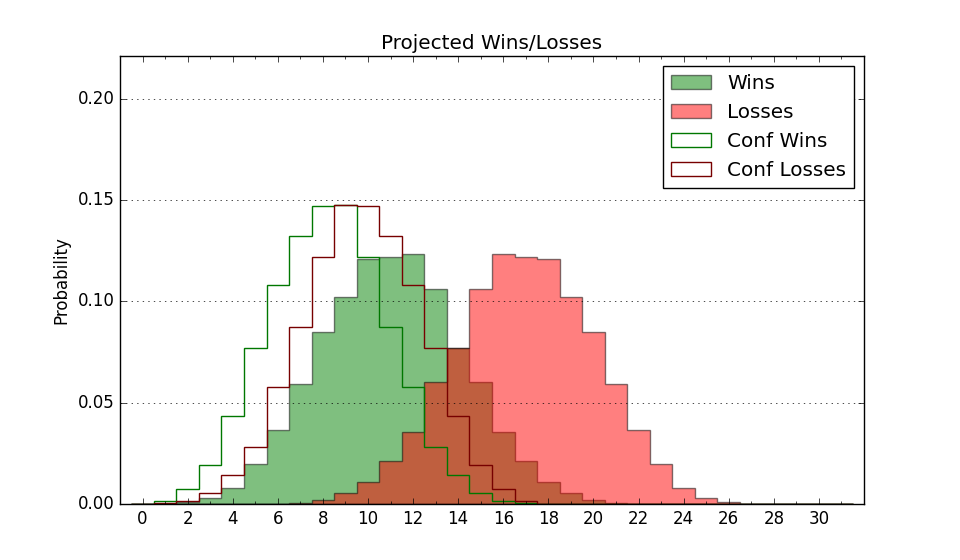 Projected Wins/Losses
Wins
Losses
Conf Wins
Conf Losses
Probability
0.20
0.15
0.10
0.05
0.00
0 2 4 6 8 10 12 14 16 18 20 22 24 26 28 30